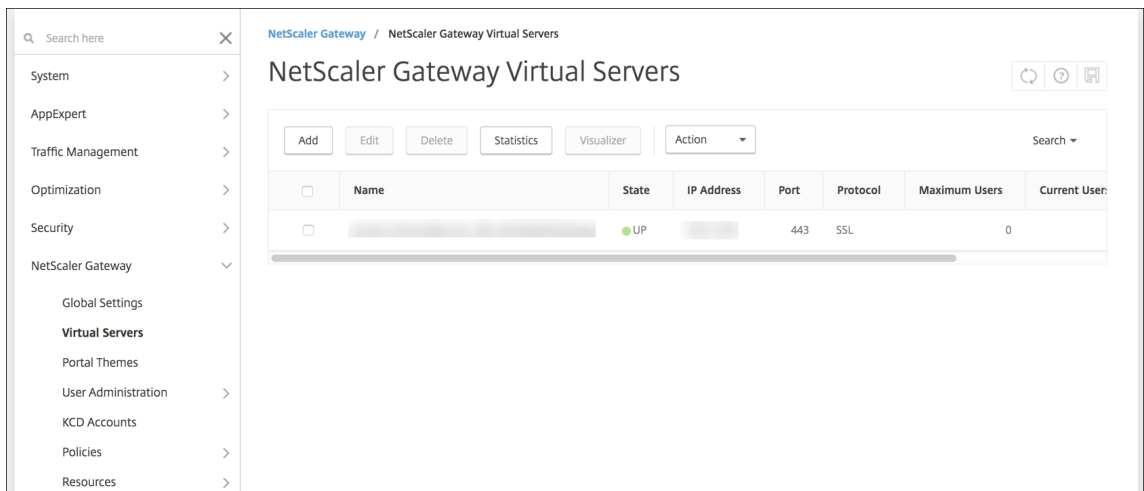 Search here
System
AppExpert
Traffic Management
Optimization
Security
NetScaler Gateway
Global Settings
Virtual Servers
Portal Themes
User Administration
KCD Accounts
Policies
Resources
NetScaler Gateway / NetScaler Gateway Virtual Servers
NetScaler Gateway Virtual Servers
Add Edit Delete Statistics Visualizer Action Search
Name State IP Address Port Protocol Maximum Users Current Users
UP 443 SSL 0